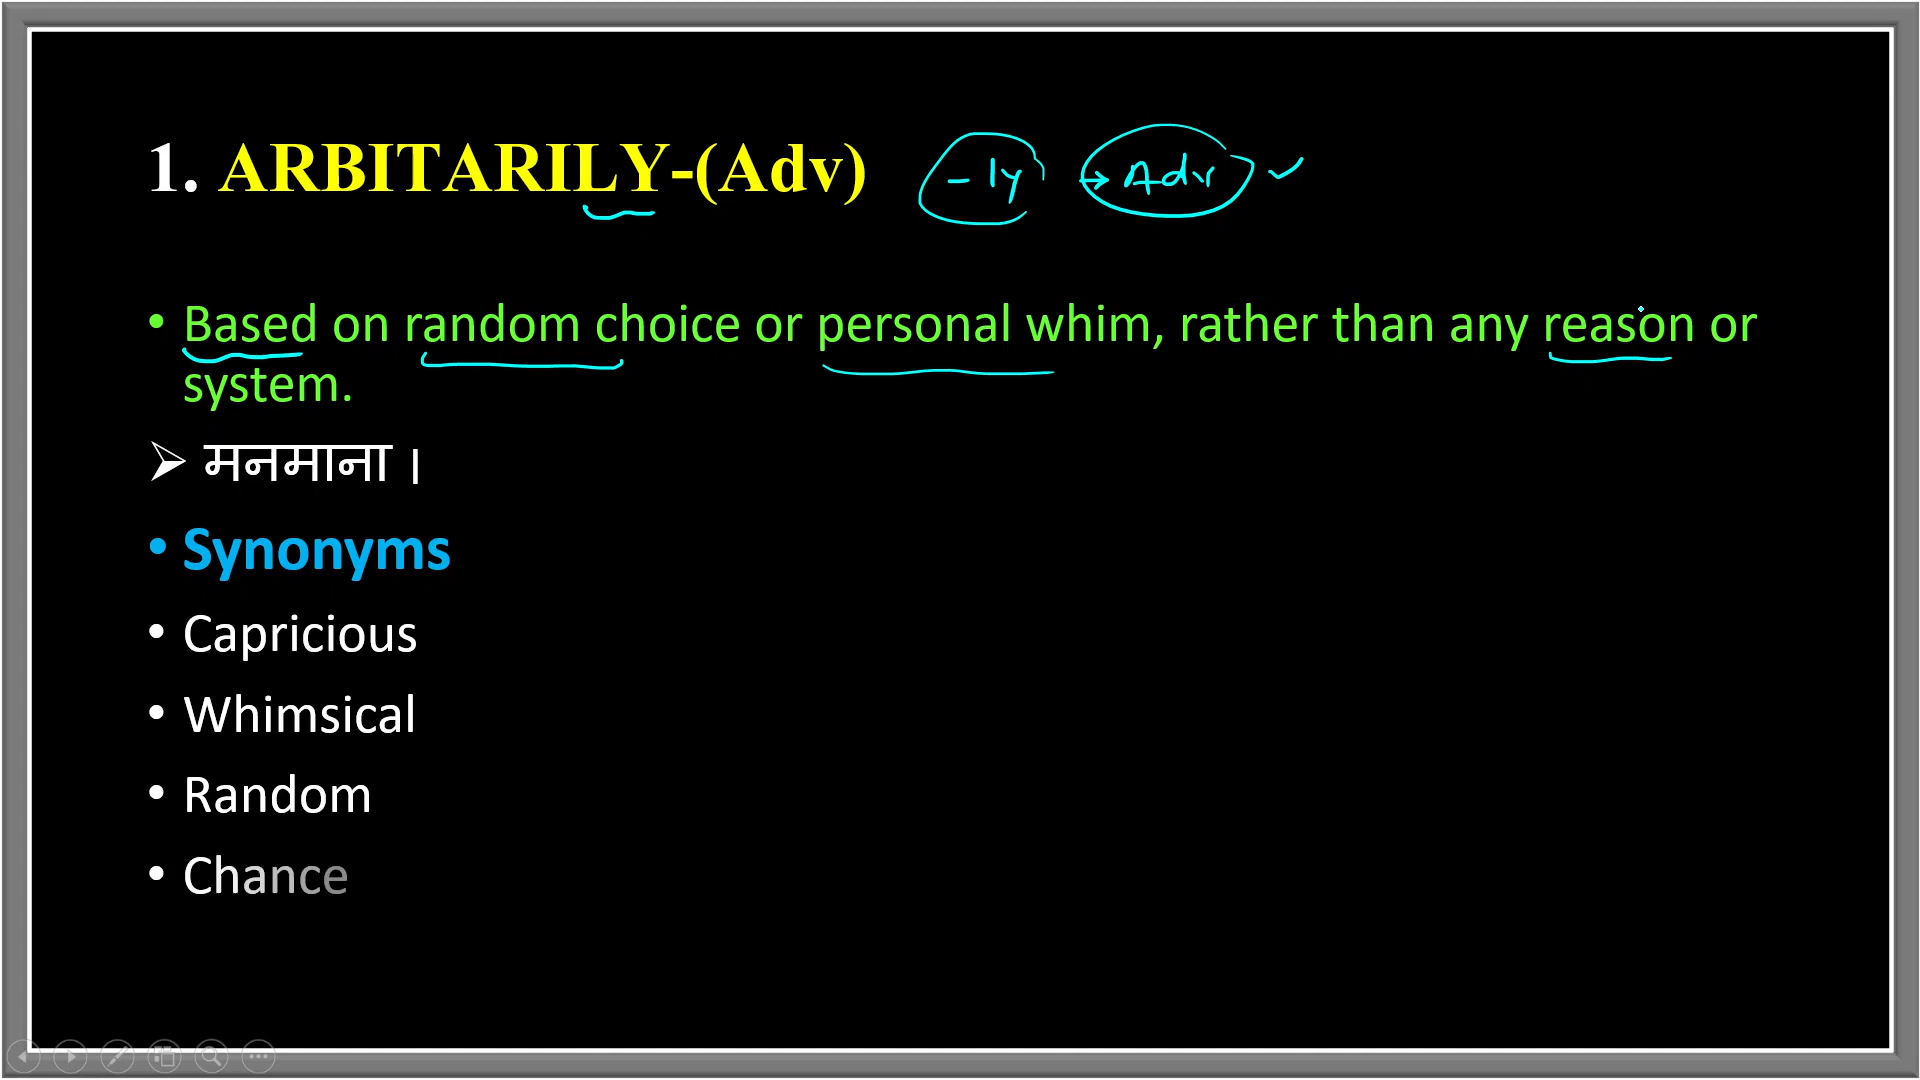 1. ARBITARILY-(Adv) -ly → Adv ✓
• Based on random choice or personal whim, rather than any reason or
system.
➢ मनमाना ।
• Synonyms
• Capricious
• Whimsical
• Random
• Chance